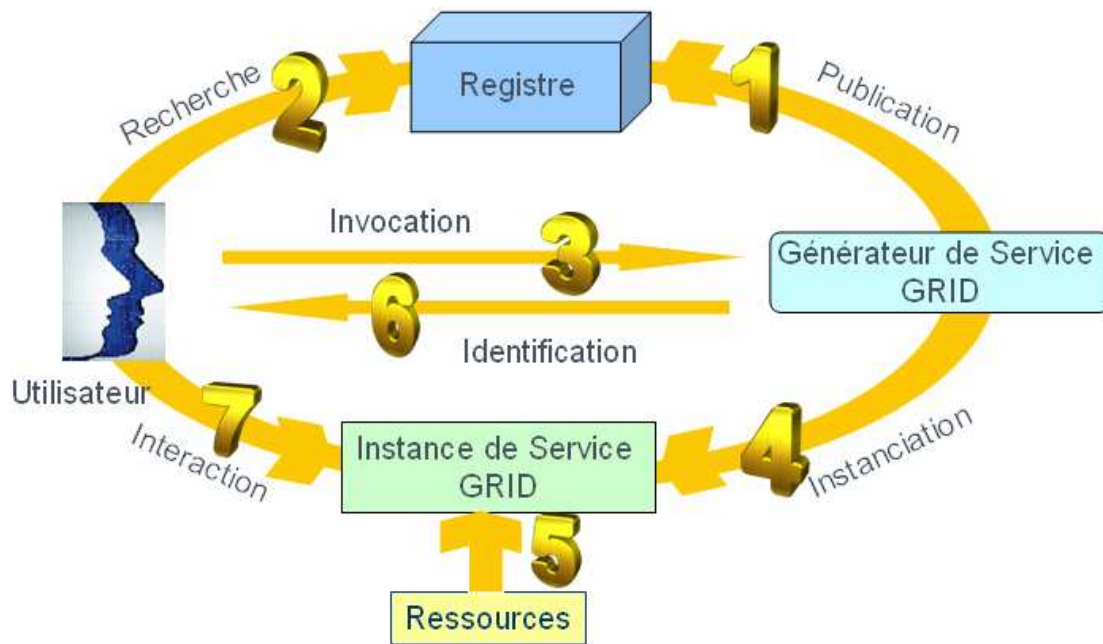 Registre
1
Publication
2
Recherche
Invocation
3
Générateur de Service
GRID
6
Identification
Utilisateur
7
Interaction
Instance de Service
GRID
4
Instanciation
5
Ressources